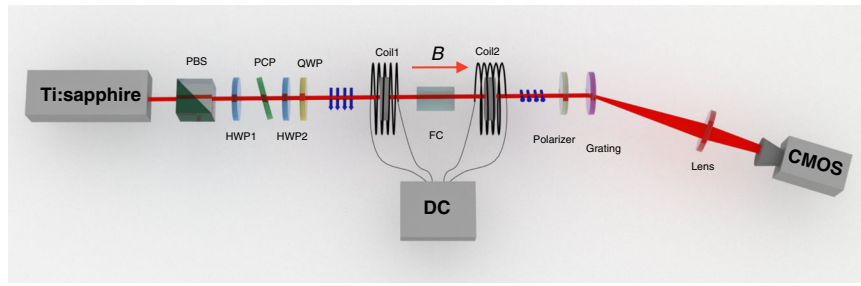 Ti:sapphire
PBS
HWP1
PCP
HWP2
QWP
Coil1
B
Coil2
FC
DC
Polarizer
Grating
Lens
CMOS